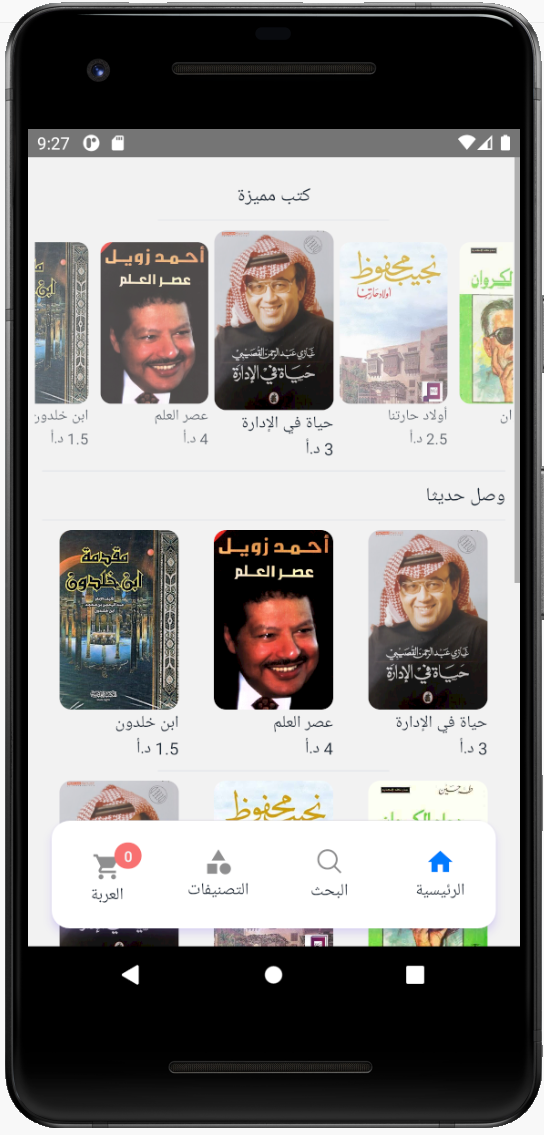 9:27
كتب مميزة
نجيب محفوظ
أولاد حارتنا
غازي عبد الرحمن القصيبي
حياة في الإدارة
أحمد زويل
عصر العلم
ان
أولاد حارتنا
2.5 د.أ
حياة في الإدارة
3 د.أ
عصر العلم
4 د.أ
ابن خلدون
1.5 د.أ
وصل حديثا
غازي عبد الرحمن القصيبي
حياة في الإدارة
أحمد زويل
عصر العلم
مقدمة
ابن خلدون
حياة في الإدارة
3 د.أ
عصر العلم
4 د.أ
ابن خلدون
1.5 د.أ
طه حسين
نجيب محفوظ
الرئيسية
البحث
التصنيفات
0
العربة